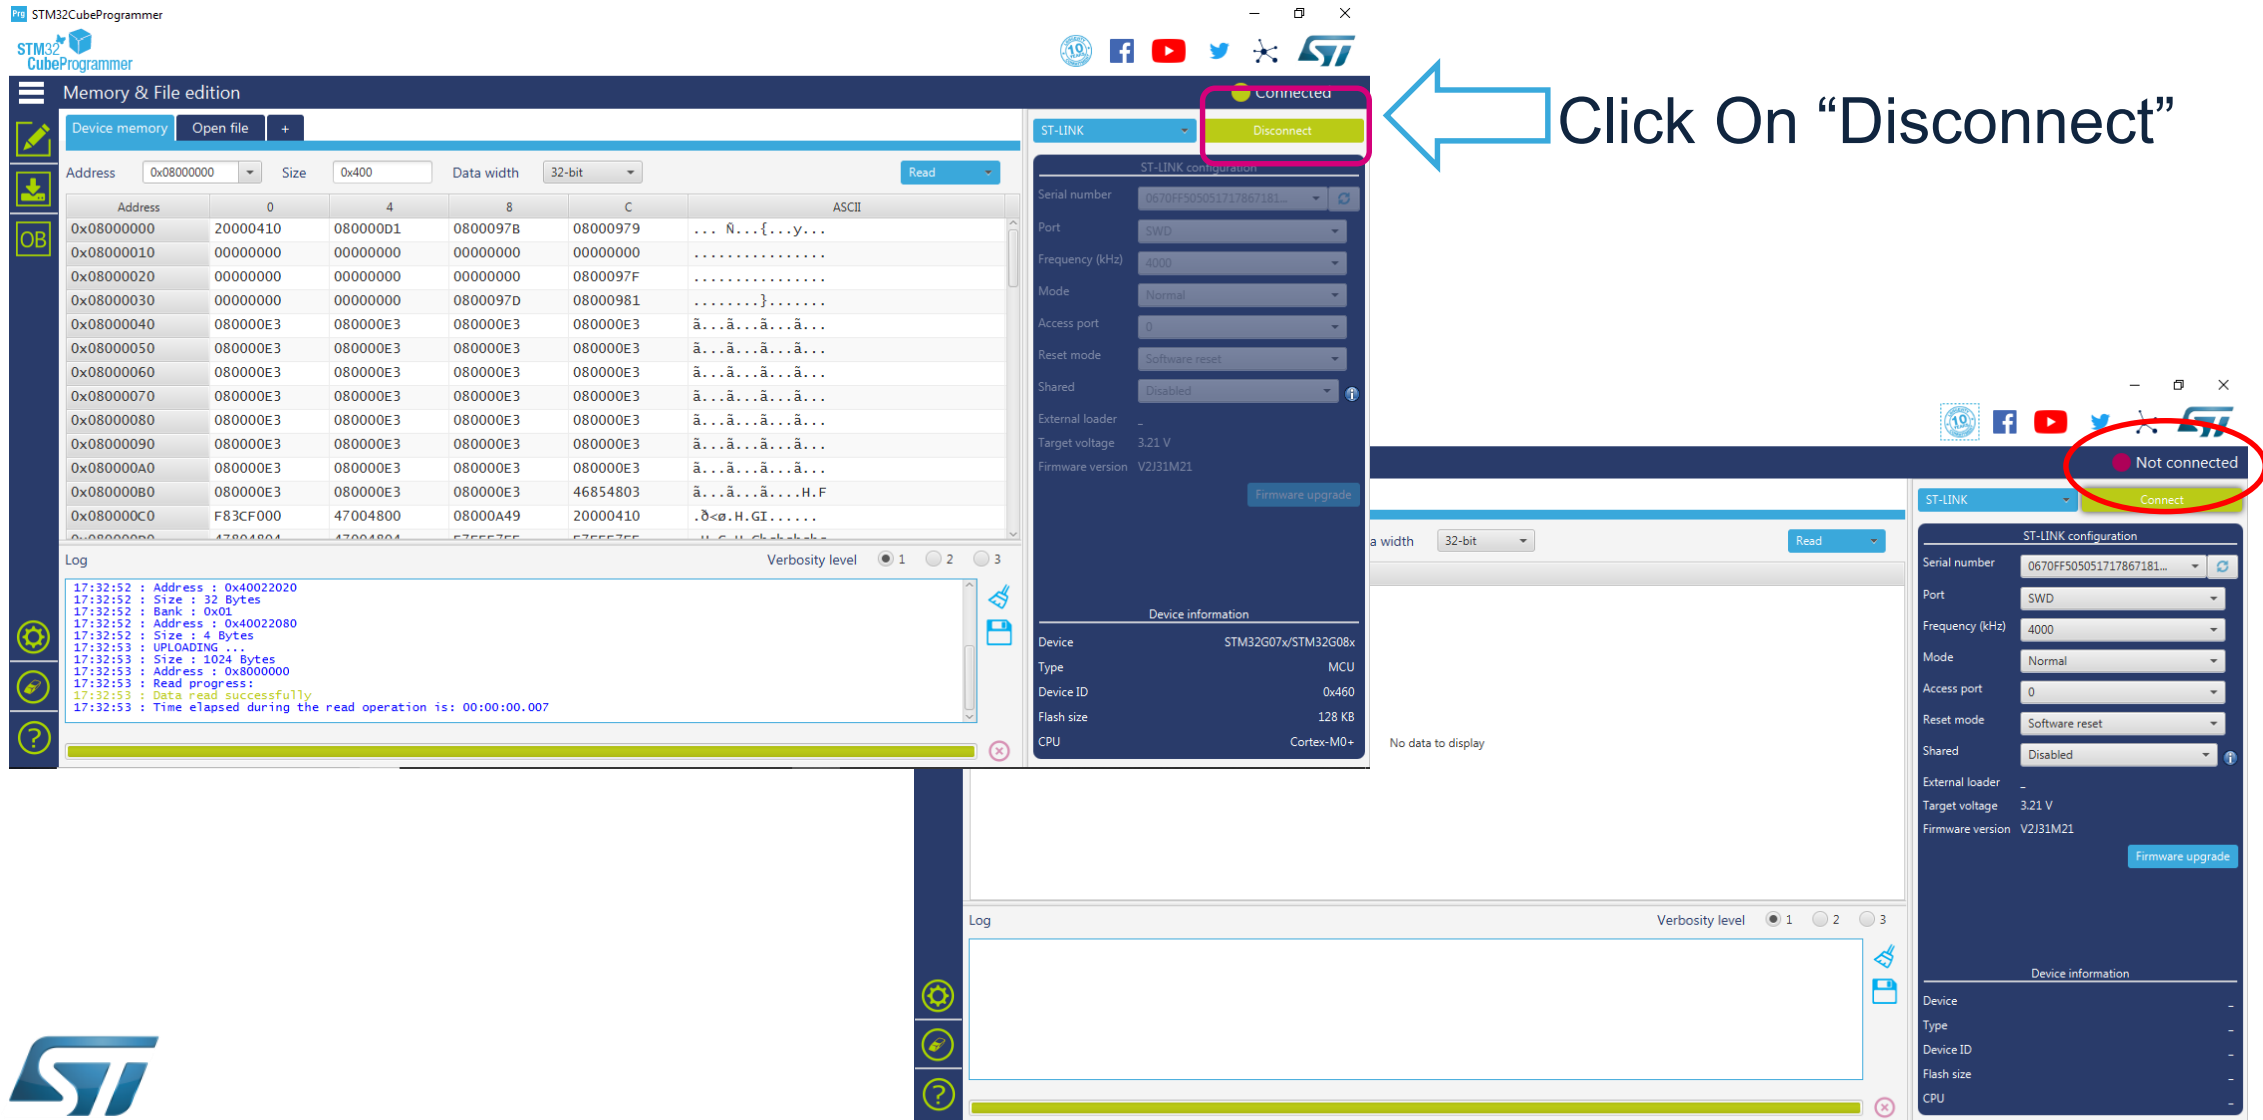 Prg STM32CubeProgrammer
STM32
CubeProgrammer
10
ST
Memory & File edition
Connected
Click On “Disconnect”
Device memory Open file +
ST-LINK Disconnect
Address 0x08000000 Size 0x400 Data width 32-bit Read
Address 0 4 8 C ASCII
0x08000000 20000410 080000D1 0800097B 08000979 ... Ñ...{...y...
0x08000010 00000000 00000000 00000000 00000000 ................
0x08000020 00000000 00000000 00000000 0800097F ................
0x08000030 00000000 00000000 0800097D 08000981 ........}.......
0x08000040 080000E3 080000E3 080000E3 080000E3 ã...ã...ã...ã...
0x08000050 080000E3 080000E3 080000E3 080000E3 ã...ã...ã...ã...
0x08000060 080000E3 080000E3 080000E3 080000E3 ã...ã...ã...ã...
0x08000070 080000E3 080000E3 080000E3 080000E3 ã...ã...ã...ã...
0x08000080 080000E3 080000E3 080000E3 080000E3 ã...ã...ã...ã...
0x08000090 080000E3 080000E3 080000E3 080000E3 ã...ã...ã...ã...
0x080000A0 080000E3 080000E3 080000E3 080000E3 ã...ã...ã...ã...
0x080000B0 080000E3 080000E3 080000E3 46854803 ã...ã...ã....H.F
0x080000C0 F83CF000 47004800 08000A49 20000410 .ð<ø.H.GI......
OB
ST-LINK configuration
Serial number 0670FF505051717867181...
Port SWD
Frequency (kHz) 4000
Mode Normal
Access port 0
Reset mode Software reset
Shared Disabled
External loader _
Target voltage 3.21 V
Firmware version V2J31M21
Firmware upgrade
Log Verbosity level 1 2 3
17:32:52 : Address : 0x40022020
17:32:52 : Size : 32 Bytes
17:32:52 : Bank : 0x01
17:32:52 : Address : 0x40022080
17:32:52 : Size : 4 Bytes
17:32:53 : UPLOADING ...
17:32:53 : Size : 1024 Bytes
17:32:53 : Address : 0x8000000
17:32:53 : Read progress:
17:32:53 : Data read successfully
17:32:53 : Time elapsed during the read operation is: 00:00:00.007
Device information
Device STM32G07x/STM32G08x
Type MCU
Device ID 0x460
Flash size 128 KB
CPU Cortex-M0+
10
ST
Not connected
ST-LINK Connect
a width 32-bit Read
ST-LINK configuration
Serial number 0670FF505051717867181...
Port SWD
Frequency (kHz) 4000
Mode Normal
Access port 0
Reset mode Software reset
Shared Disabled
External loader _
Target voltage 3.21 V
Firmware version V2J31M21
Firmware upgrade
No data to display
Log Verbosity level 1 2 3
Device information
Device _
Type _
Device ID _
Flash size _
CPU _
ST